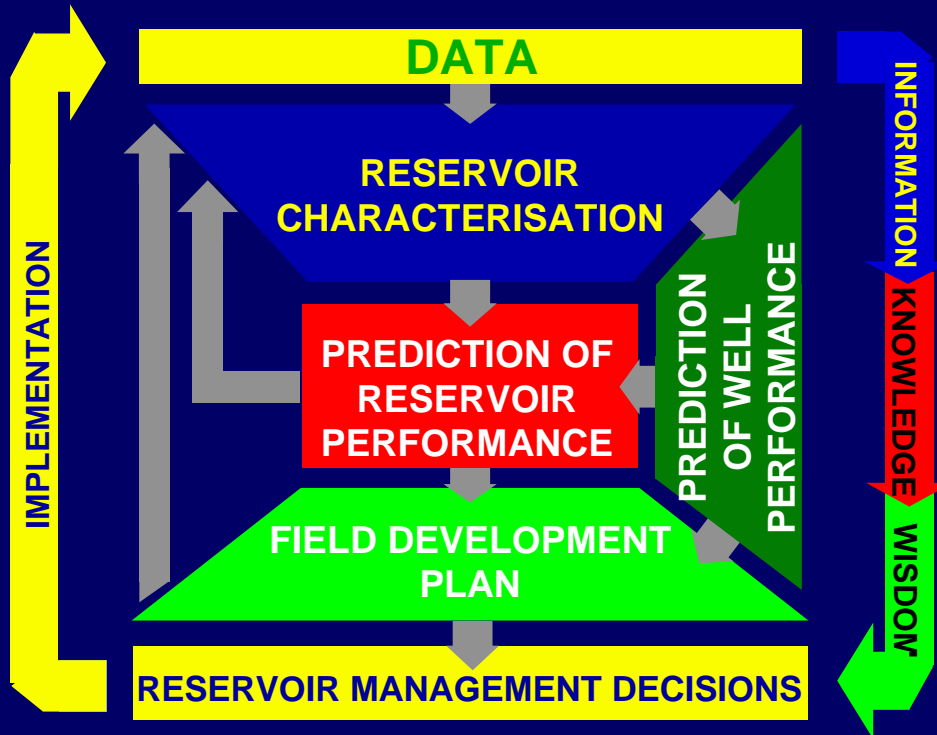 DATA
RESERVOIR
CHARACTERISATION
PREDICTION OF
RESERVOIR
PERFORMANCE
PREDICTION
OF WELL
PERFORMANCE
FIELD DEVELOPMENT
PLAN
RESERVOIR MANAGEMENT DECISIONS
IMPLEMENTATION
INFORMATION
KNOWLEDGE
WISDOM